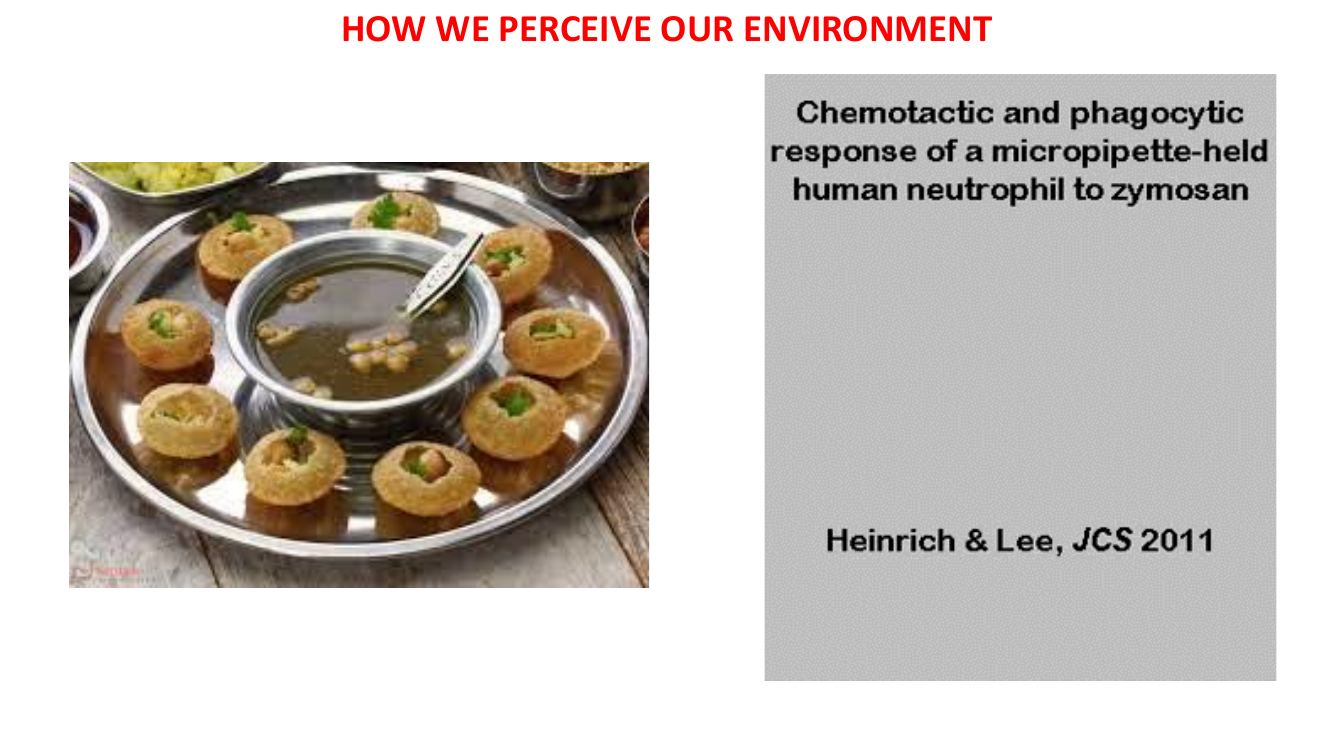 HOW WE PERCEIVE OUR ENVIRONMENT
Chemotactic and phagocytic
response of a micropipette-held
human neutrophil to zymosan
Heinrich & Lee, JCS 2011